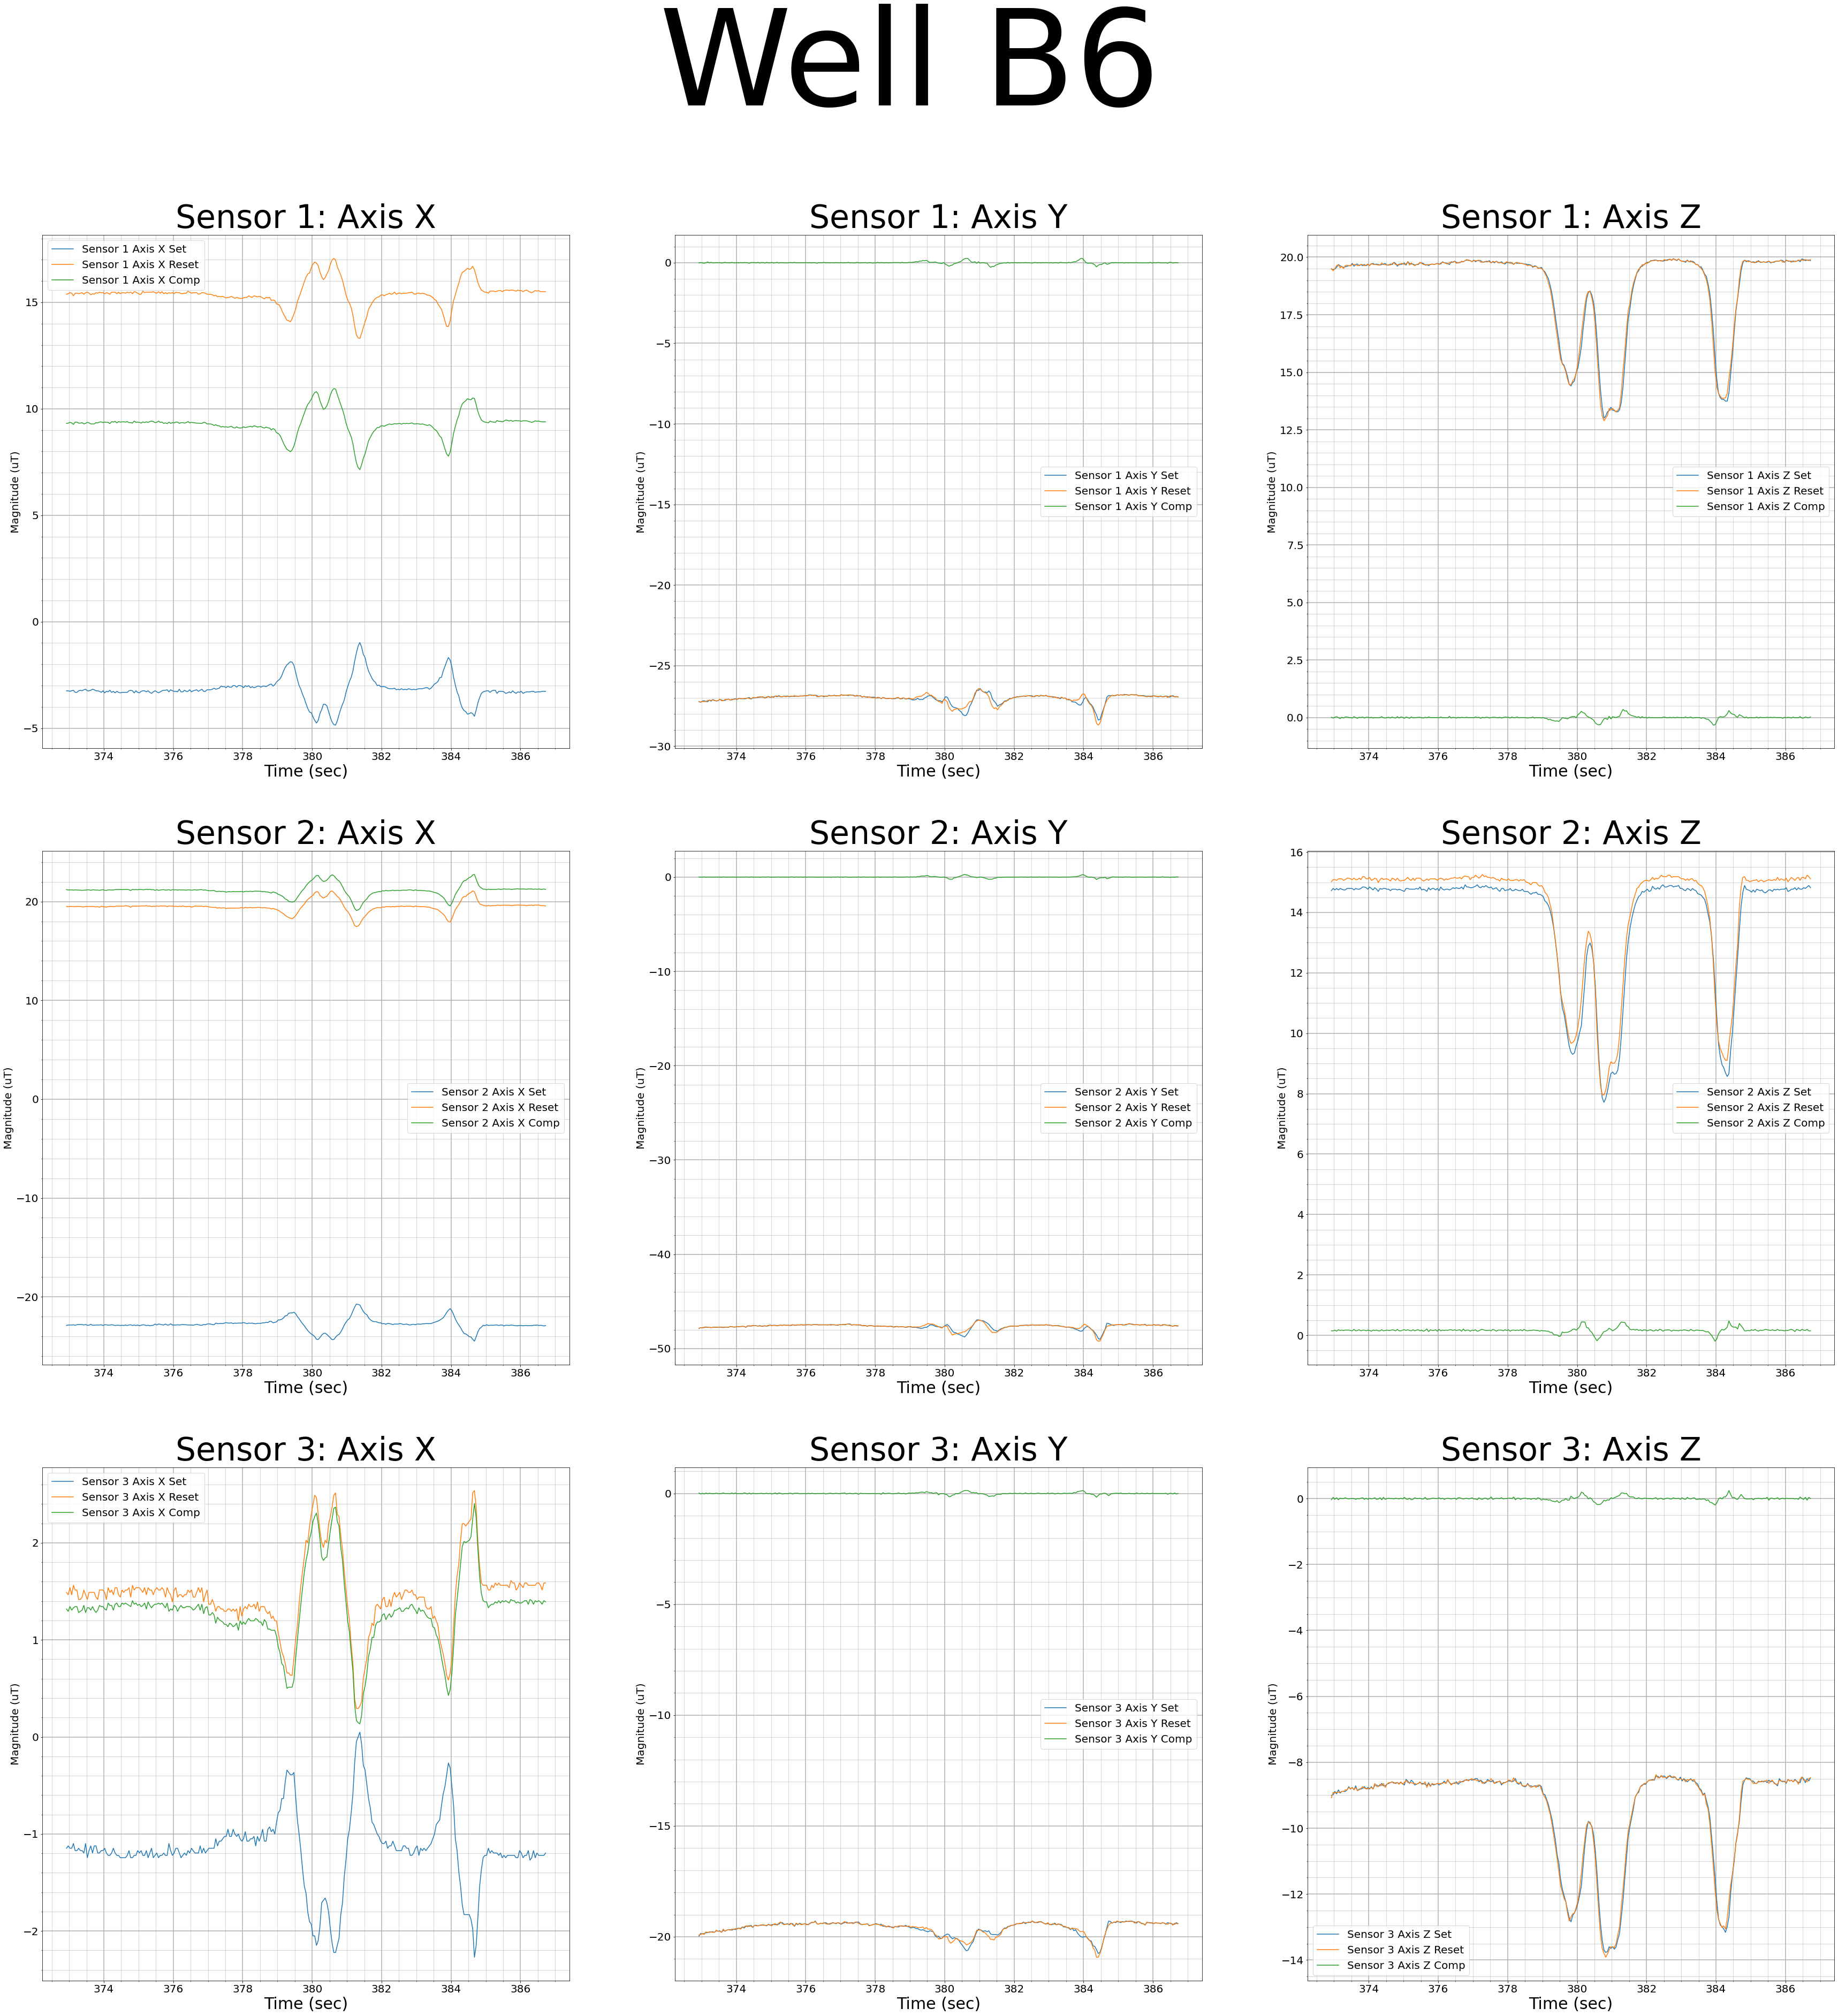 Well B6
Sensor 1: Axis X
Sensor 1 Axis X Set
Sensor 1 Axis X Reset
Sensor 1 Axis X Comp
15
10
5
0
−5
Magnitude (uT)
374 376 378 380 382 384 386
Time (sec)
Sensor 1: Axis Y
0
−5
−10
−15
−20
−25
−30
Magnitude (uT)
Sensor 1 Axis Y Set
Sensor 1 Axis Y Reset
Sensor 1 Axis Y Comp
374 376 378 380 382 384 386
Time (sec)
Sensor 1: Axis Z
20.0
17.5
15.0
12.5
10.0
7.5
5.0
2.5
0.0
Magnitude (uT)
Sensor 1 Axis Z Set
Sensor 1 Axis Z Reset
Sensor 1 Axis Z Comp
374 376 378 380 382 384 386
Time (sec)
Sensor 2: Axis X
20
10
0
−10
−20
Magnitude (uT)
Sensor 2 Axis X Set
Sensor 2 Axis X Reset
Sensor 2 Axis X Comp
374 376 378 380 382 384 386
Time (sec)
Sensor 2: Axis Y
0
−10
−20
−30
−40
−50
Magnitude (uT)
Sensor 2 Axis Y Set
Sensor 2 Axis Y Reset
Sensor 2 Axis Y Comp
374 376 378 380 382 384 386
Time (sec)
Sensor 2: Axis Z
16
14
12
10
8
6
4
2
0
Magnitude (uT)
Sensor 2 Axis Z Set
Sensor 2 Axis Z Reset
Sensor 2 Axis Z Comp
374 376 378 380 382 384 386
Time (sec)
Sensor 3: Axis X
Sensor 3 Axis X Set
Sensor 3 Axis X Reset
Sensor 3 Axis X Comp
2
1
0
−1
−2
Magnitude (uT)
374 376 378 380 382 384 386
Time (sec)
Sensor 3: Axis Y
0
−5
−10
−15
−20
Magnitude (uT)
Sensor 3 Axis Y Set
Sensor 3 Axis Y Reset
Sensor 3 Axis Y Comp
374 376 378 380 382 384 386
Time (sec)
Sensor 3: Axis Z
0
−2
−4
−6
−8
−10
−12
−14
Magnitude (uT)
Sensor 3 Axis Z Set
Sensor 3 Axis Z Reset
Sensor 3 Axis Z Comp
374 376 378 380 382 384 386
Time (sec)